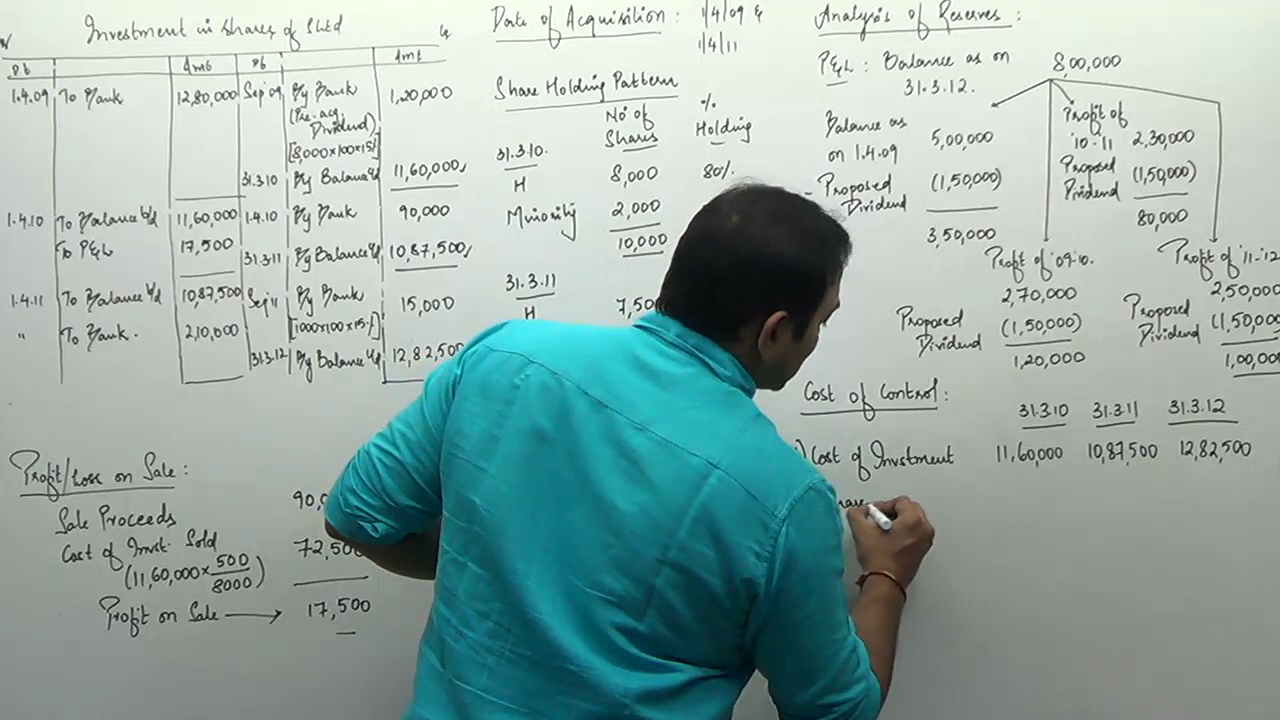 Investment in shares of S Ltd
Dt Amt Dt Amt
1.4.09 To Bank 12,80,000 Sep'09 By Bank 1,20,000
(Pre-acq.
Dividend)
[8,000×100×15%]
31.3.10 By Balance c/d 11,60,000
1.4.10 To Balance b/d 11,60,000 1.4.10 By Bank 90,000
To P&L 17,500 31.3.11 By Balance c/d 10,87,500
1.4.11 To Balance b/d 10,87,500 Sep'11 By Bank 15,000
" To Bank. 2,10,000 [1000×100×15%]
31.3.12 By Balance c/d 12,82,500
Profit/Loss on Sale:
Sale Proceeds
Cost of Invst. Sold 72,500
(11,60,000 × 500/8000)
Profit on Sale → 17,500
Date of Acquisition: 1/4/09 &
1/4/11
Share Holding Pattern
No of Shares % Holding
31.3.10.
H 8,000 80%
Minority 2,000
10,000
31.3.11
H
Analysis of Reserves:
P&L: Balance as on 31.3.12. 8,00,000
Balance as on 1.4.09 5,00,000
- Proposed Dividend (1,50,000)
3,50,000
Profit of '10-11 2,30,000
Proposed Dividend (1,50,000)
80,000
Profit of '09-10.
2,70,000
Proposed Dividend (1,50,000)
1,20,000
Profit of '11-'12
2,50,000
Proposed Dividend (1,50,000
1,00,000
Cost of Control:
31.3.10 31.3.11 31.3.12
Cost of Invstment 11,60,000 10,87,500 12,82,500